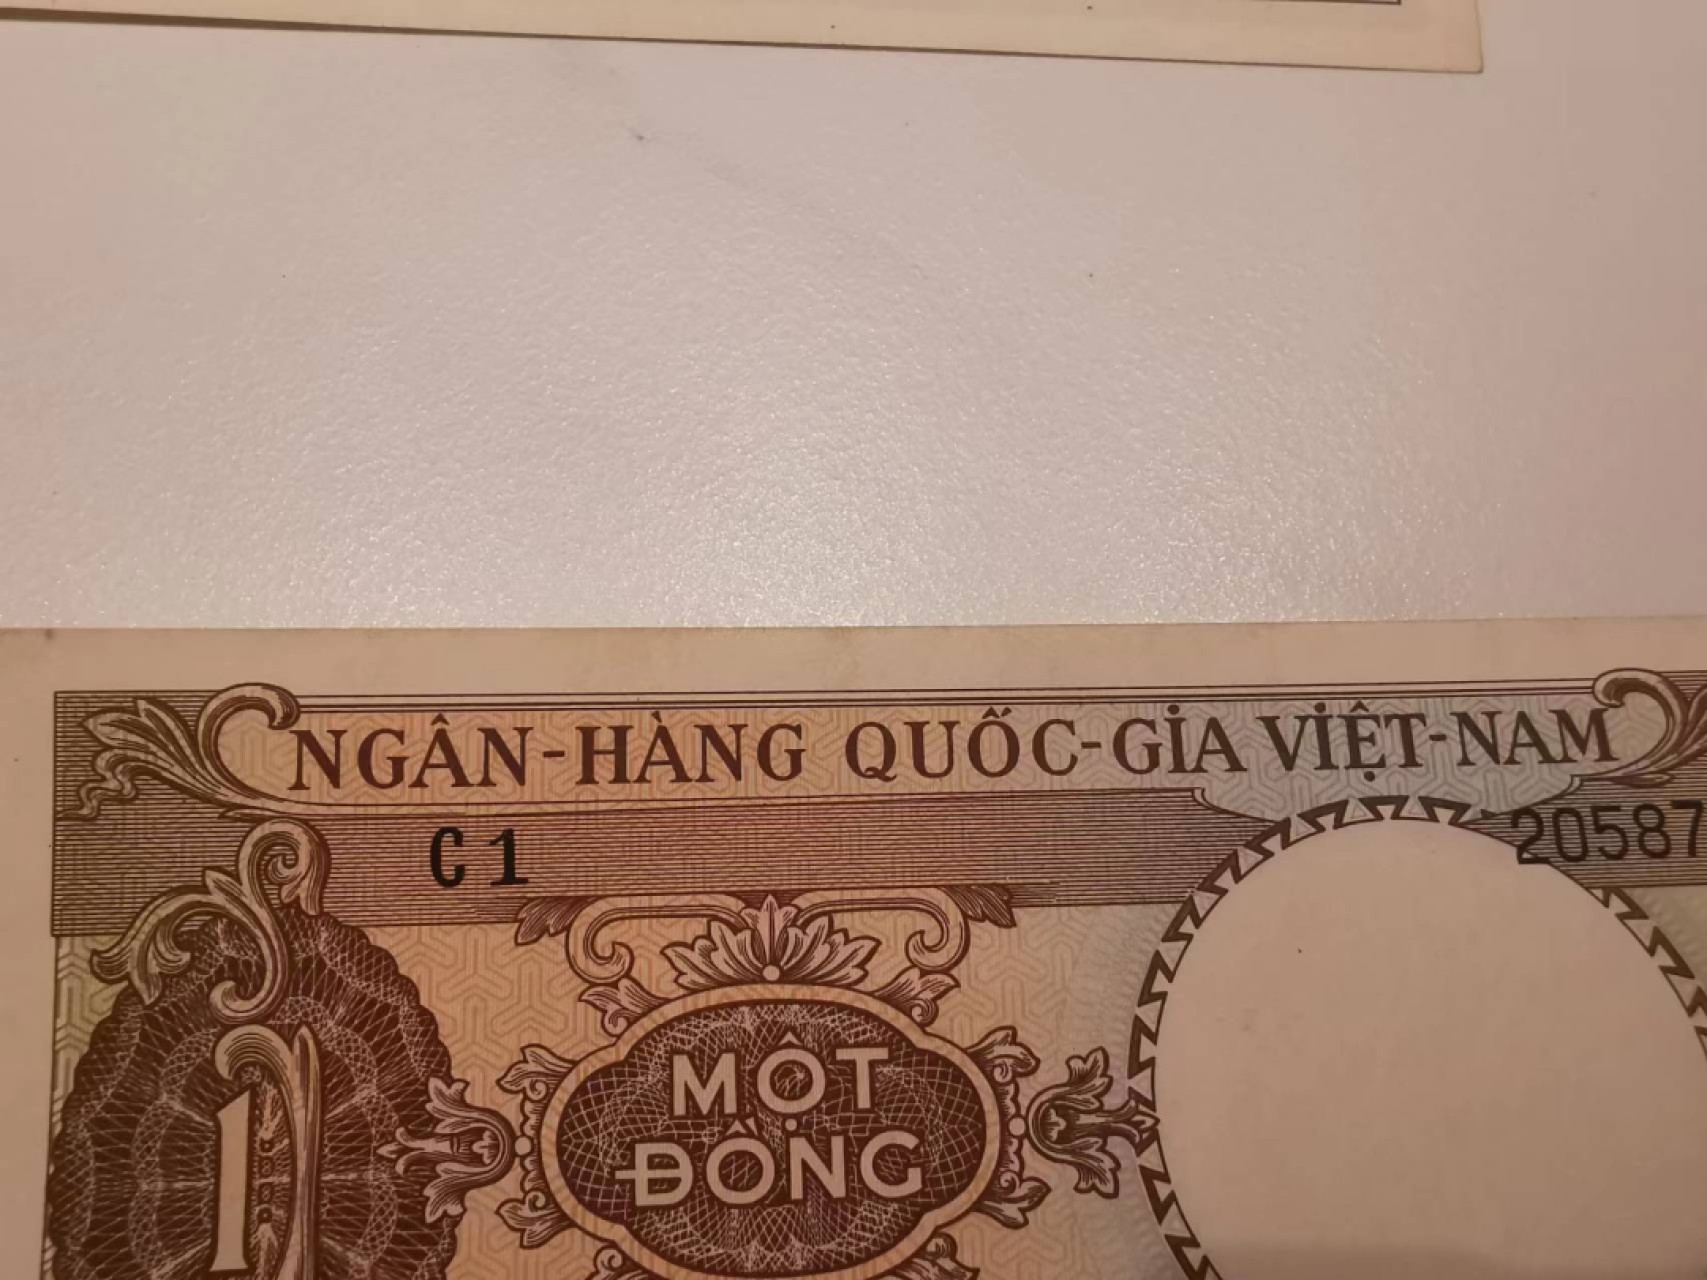 NGÂN-HÀNG QUỐC-GIA VIỆT-NAM
C 1
20587
1
MỘT
ĐỒNG